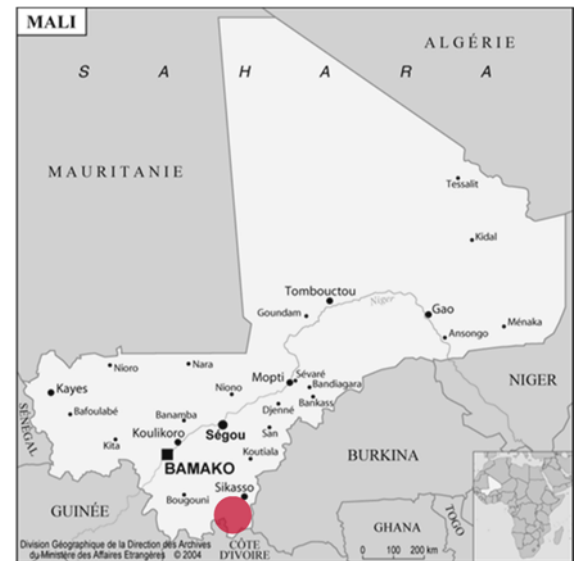 MALI
ALGÉRIE
S A H A R A
MAURITANIE
Tessalit
Kidal
Tombouctou
Niger
Goundam
Gao
Ménaka
Ansongo
Nioro
Nara
Mopti
Sévaré
Kayes
Niono
Bandiagara
NIGER
Bafoulabé
Djenné
Bankass
SÉNÉGAL
Banamba
Ségou
San
Kita
Koulikoro
Koutiala
BAMAKO
BURKINA
Bougouni
Sikasso
GUINÉE
GHANA
TOGO
CÔTE
D'IVOIRE
Division Géographique de la Direction des Archives
du Ministère des Affaires Etrangères © 2004
0 100 200 km